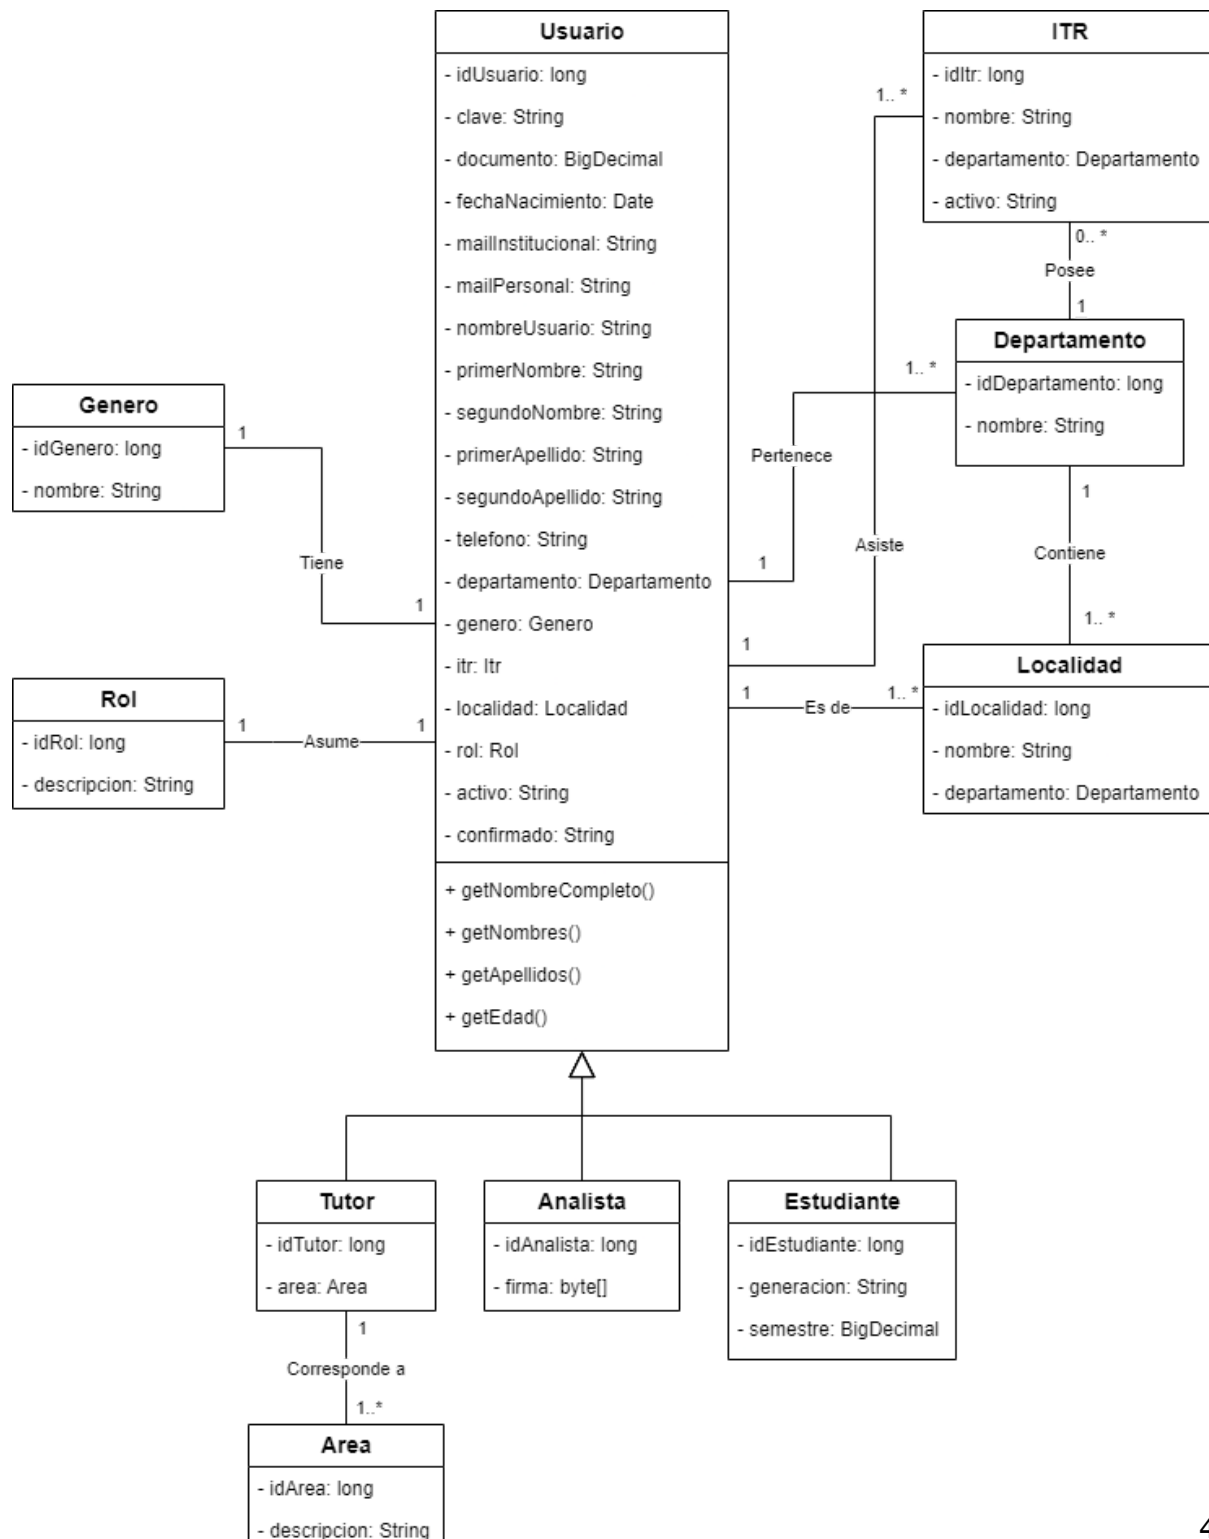 Usuario
- idUsuario: long
- clave: String
- documento: BigDecimal
- fechaNacimiento: Date
- mailInstitucional: String
- mailPersonal: String
- nombreUsuario: String
- primerNombre: String
- segundoNombre: String
- primerApellido: String
- segundoApellido: String
- telefono: String
- departamento: Departamento
- genero: Genero
- itr: Itr
- localidad: Localidad
- rol: Rol
- activo: String
- confirmado: String
+ getNombreCompleto()
+ getNombres()
+ getApellidos()
+ getEdad()
ITR
- idItr: long
- nombre: String
- departamento: Departamento
- activo: String
1.. *
0.. *
Posee
1
Departamento
- idDepartamento: long
- nombre: String
1.. *
Pertenece
1
Asiste
1
1
Contiene
1.. *
Localidad
- idLocalidad: long
- nombre: String
- departamento: Departamento
1
Es de
1.. *
Genero
- idGenero: long
- nombre: String
1
Tiene
1
Rol
- idRol: long
- descripcion: String
1
Asume
1
Tutor
- idTutor: long
- area: Area
Analista
- idAnalista: long
- firma: byte[]
Estudiante
- idEstudiante: long
- generacion: String
- semestre: BigDecimal
1
Corresponde a
1..*
Area
- idArea: long
- descripcion: String
4